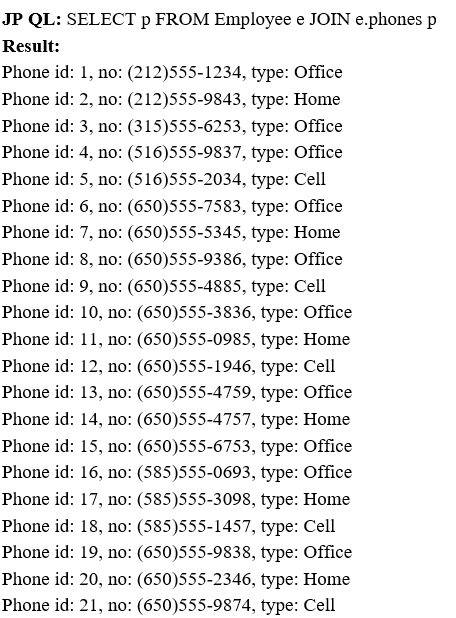 JP QL: SELECT p FROM Employee e JOIN e.phones p
Result:
Phone id: 1, no: (212)555-1234, type: Office
Phone id: 2, no: (212)555-9843, type: Home
Phone id: 3, no: (315)555-6253, type: Office
Phone id: 4, no: (516)555-9837, type: Office
Phone id: 5, no: (516)555-2034, type: Cell
Phone id: 6, no: (650)555-7583, type: Office
Phone id: 7, no: (650)555-5345, type: Home
Phone id: 8, no: (650)555-9386, type: Office
Phone id: 9, no: (650)555-4885, type: Cell
Phone id: 10, no: (650)555-3836, type: Office
Phone id: 11, no: (650)555-0985, type: Home
Phone id: 12, no: (650)555-1946, type: Cell
Phone id: 13, no: (650)555-4759, type: Office
Phone id: 14, no: (650)555-4757, type: Home
Phone id: 15, no: (650)555-6753, type: Office
Phone id: 16, no: (585)555-0693, type: Office
Phone id: 17, no: (585)555-3098, type: Home
Phone id: 18, no: (585)555-1457, type: Cell
Phone id: 19, no: (650)555-9838, type: Office
Phone id: 20, no: (650)555-2346, type: Home
Phone id: 21, no: (650)555-9874, type: Cell